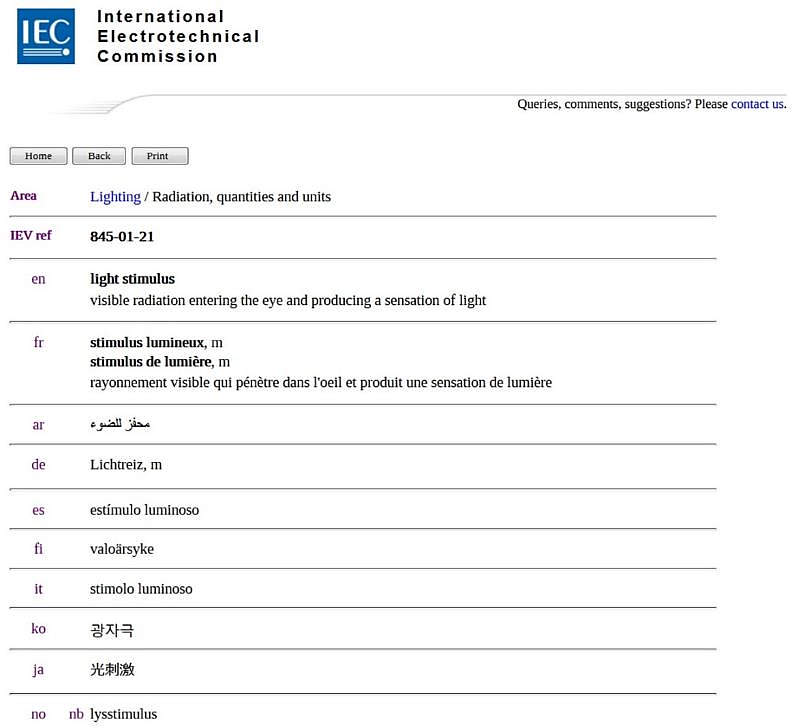 IEC
International
Electrotechnical
Commission
Queries, comments, suggestions? Please contact us.
Home Back Print
Area Lighting / Radiation, quantities and units
IEV ref 845-01-21
en light stimulus
visible radiation entering the eye and producing a sensation of light
fr stimulus lumineux, m
stimulus de lumière, m
rayonnement visible qui pénètre dans l'oeil et produit une sensation de lumière
ar محفز للضوء
de Lichtreiz, m
es estímulo luminoso
fi valoärsyke
it stimolo luminoso
ko 광자극
ja 光刺激
no nb lysstimulus